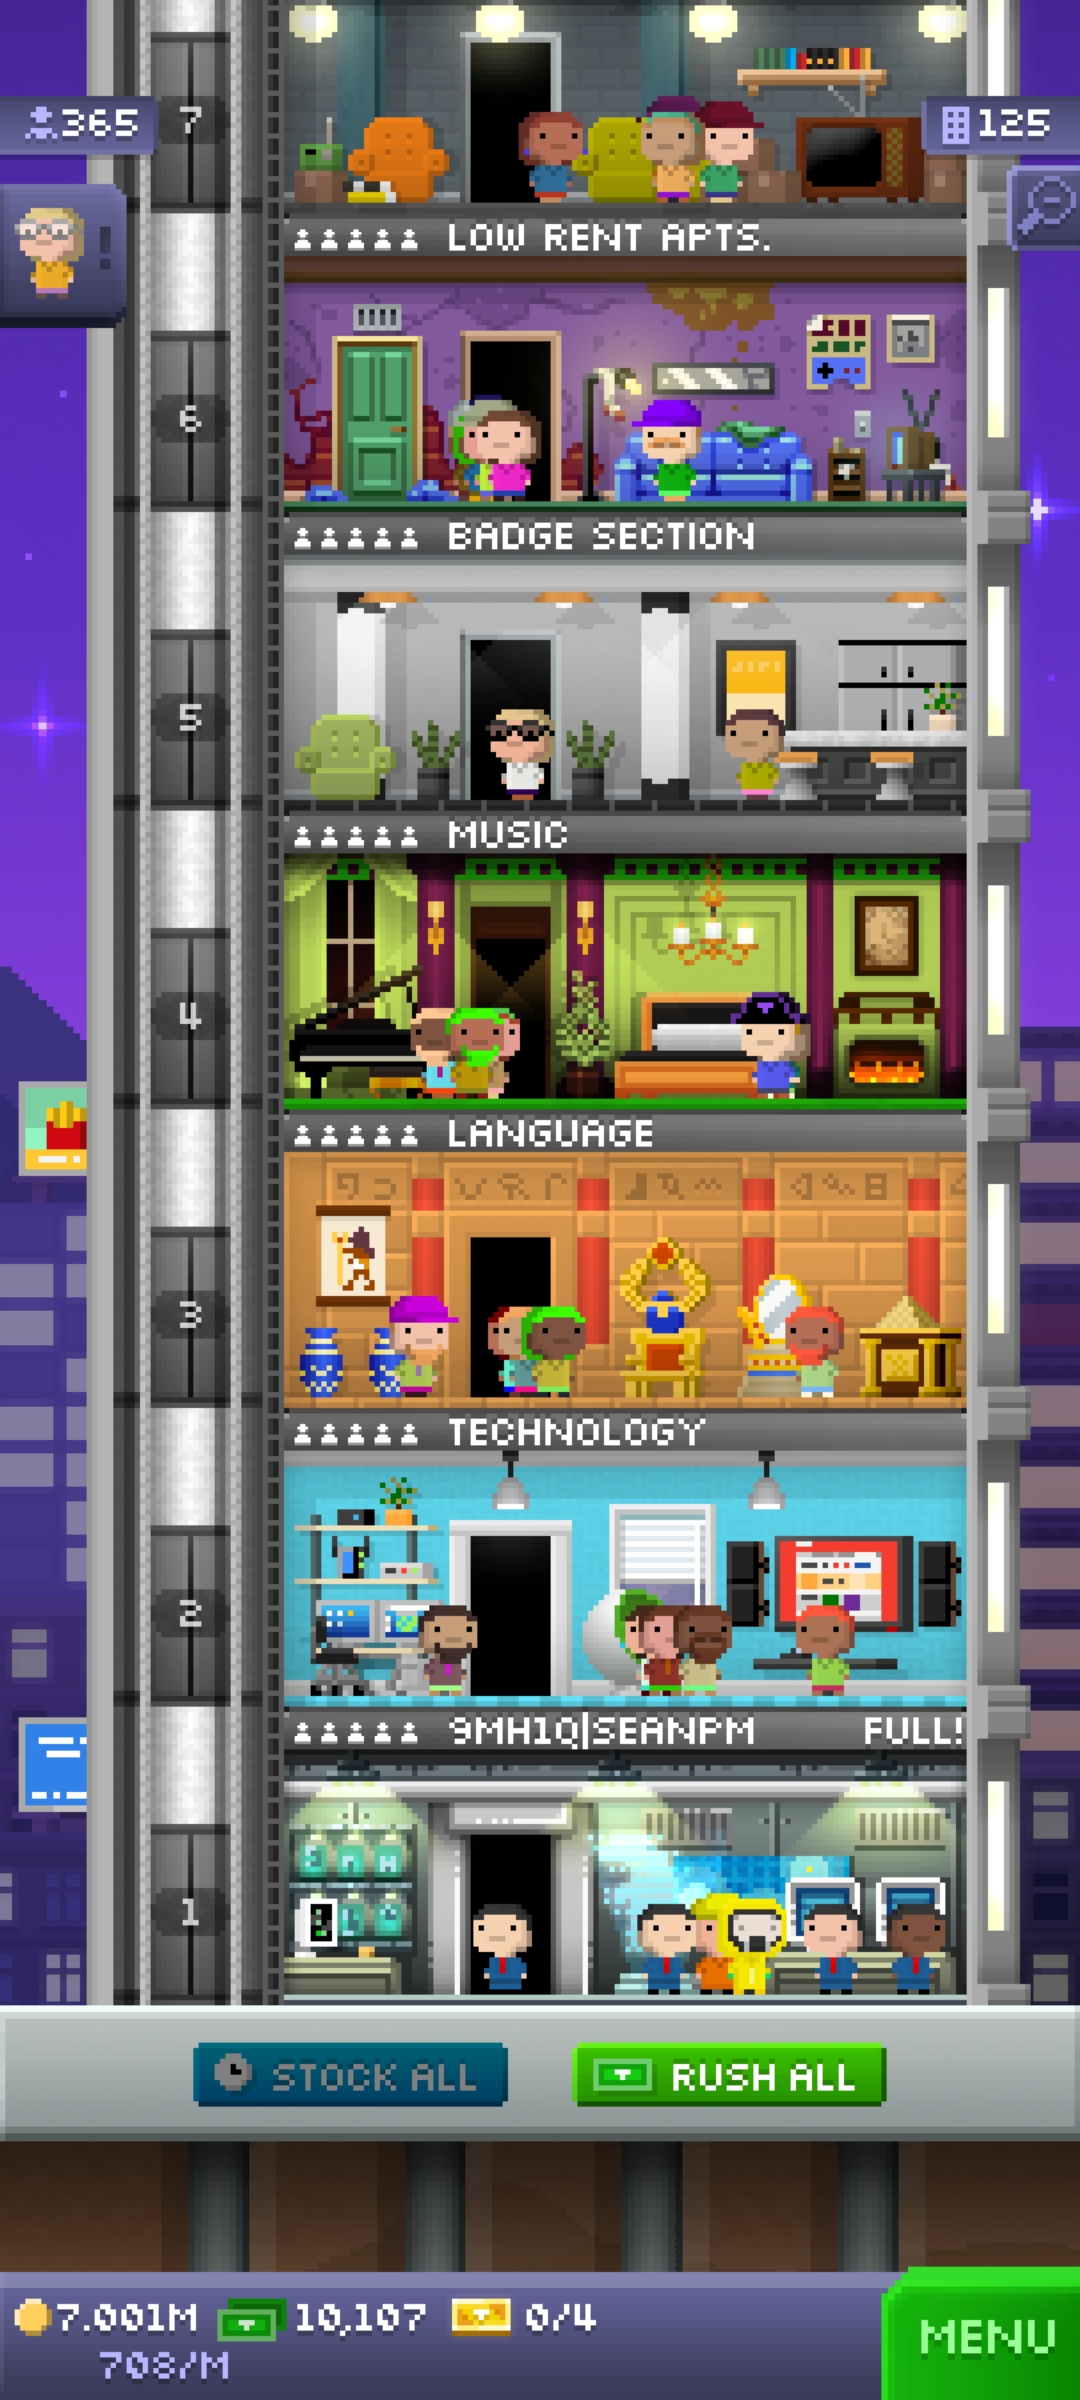 7
365
125
LOW RENT APTS.
6
BADGE SECTION
5
MUSIC
4
LANGUAGE
3
TECHNOLOGY
2
9MH1Q|SEANPM FULL!
1
STOCK ALL
RUSH ALL
7.001M 10,107 0/4
708/M
MENU